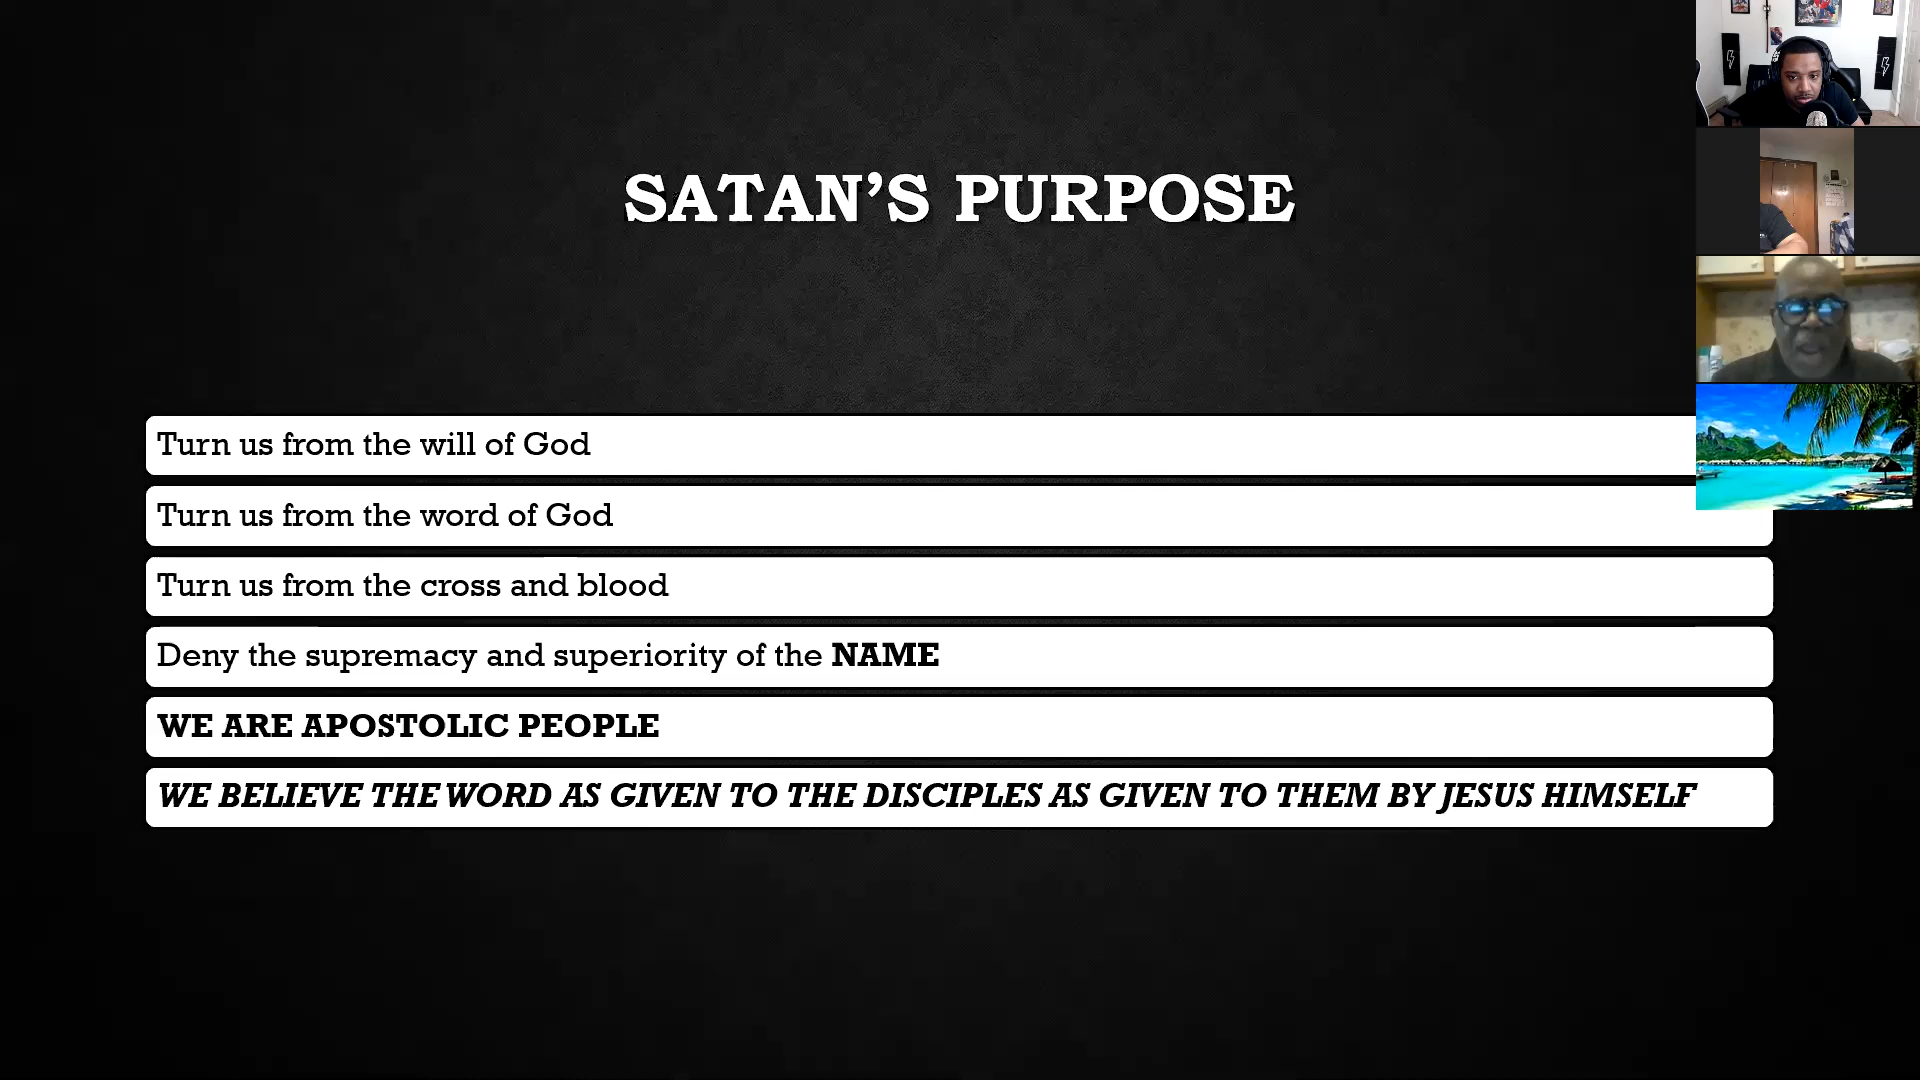 SATAN’S PURPOSE
Turn us from the will of God
Turn us from the word of God
Turn us from the cross and blood
Deny the supremacy and superiority of the NAME
WE ARE APOSTOLIC PEOPLE
WE BELIEVE THE WORD AS GIVEN TO THE DISCIPLES AS GIVEN TO THEM BY JESUS HIMSELF